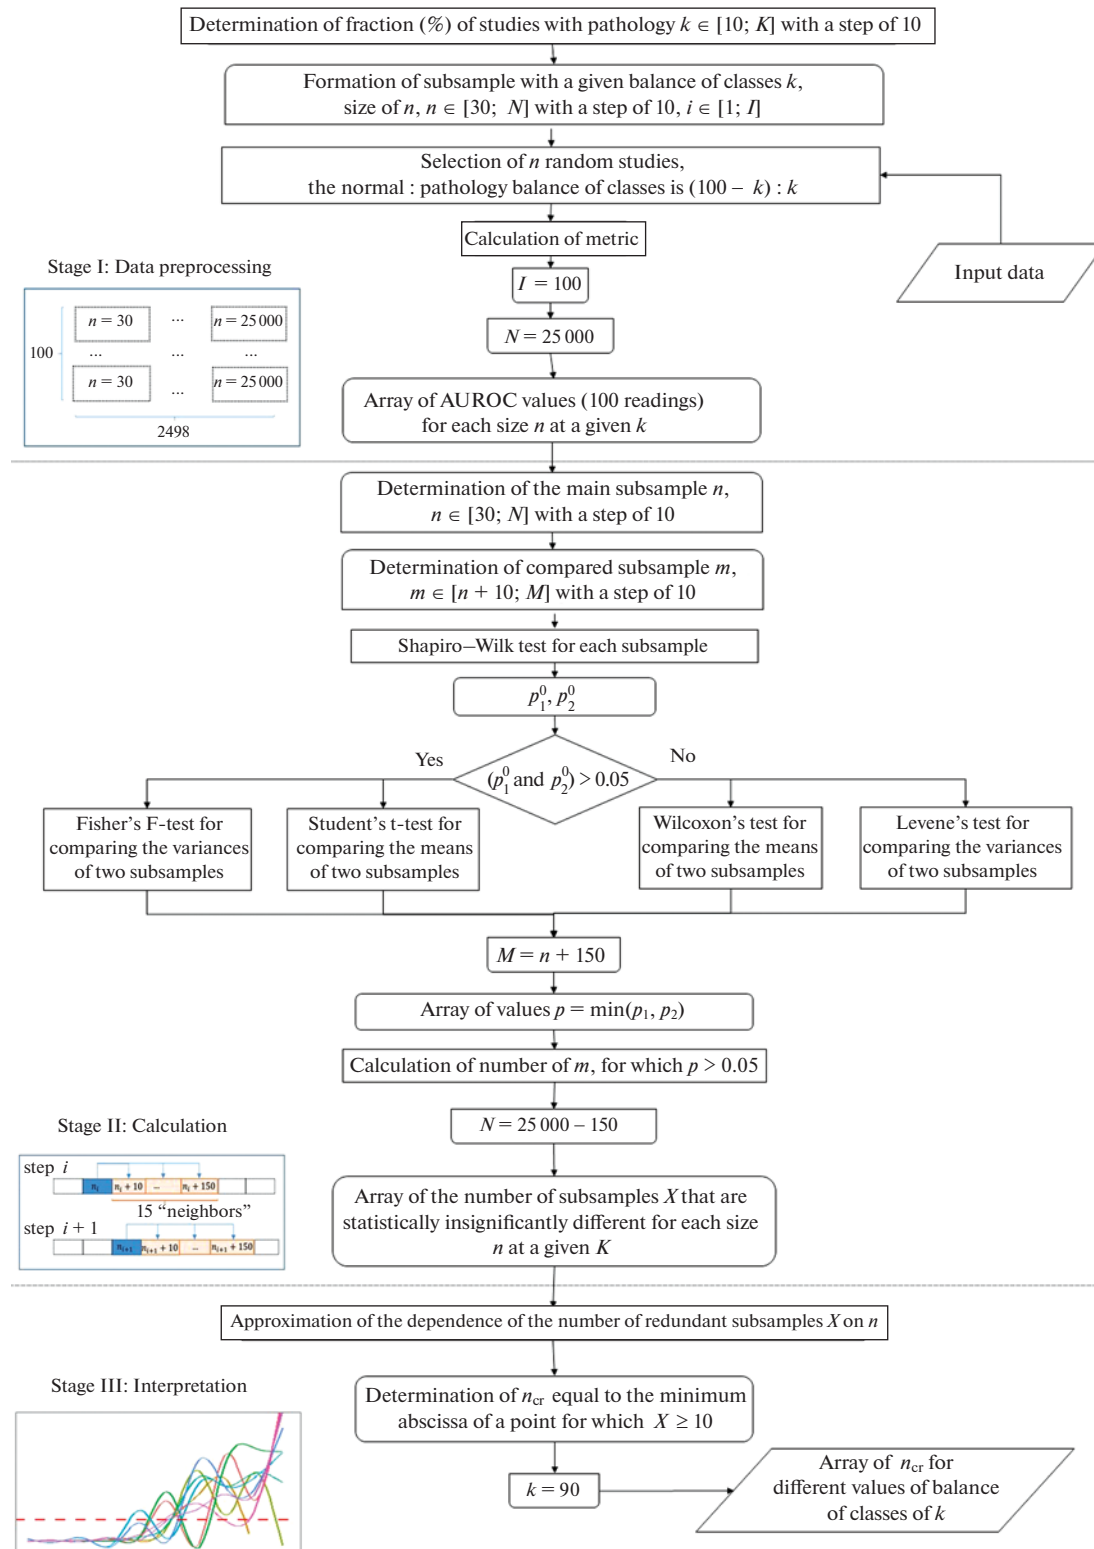 Determination of fraction (%) of studies with pathology k ∈ [10; K] with a step of 10
Formation of subsample with a given balance of classes k,
size of n, n ∈ [30; N] with a step of 10, i ∈ [1; I]
Selection of n random studies,
the normal : pathology balance of classes is (100 – k) : k
Calculation of metric
Input data
I = 100
N = 25 000
Array of AUROC values (100 readings)
for each size n at a given k
Stage I: Data preprocessing
n = 30 ... n = 25 000
100
... ... ...
n = 30 ... n = 25 000
2498
Determination of the main subsample n,
n ∈ [30; N] with a step of 10
Determination of compared subsample m,
m ∈ [n + 10; M] with a step of 10
Shapiro–Wilk test for each subsample
p₁⁰, p₂⁰
Yes
(p₁⁰ and p₂⁰) > 0.05
No
Fisher's F-test for
comparing the variances
of two subsamples
Student's t-test for
comparing the means
of two subsamples
Wilcoxon's test for
comparing the means
of two subsamples
Levene's test for
comparing the variances
of two subsamples
M = n + 150
Array of values p = min(p₁, p₂)
Calculation of number of m, for which p > 0.05
N = 25 000 – 150
Array of the number of subsamples X that are
statistically insignificantly different for each size
n at a given K
Stage II: Calculation
step i
nᵢ nᵢ + 10 ... nᵢ + 150
15 “neighbors”
step i + 1
nᵢ₊₁ nᵢ₊₁ + 10 ... nᵢ₊₁ + 150
Approximation of the dependence of the number of redundant subsamples X on n
Determination of n_cr equal to the minimum
abscissa of a point for which X ≥ 10
k = 90
Array of n_cr for
different values of balance
of classes of k
Stage III: Interpretation